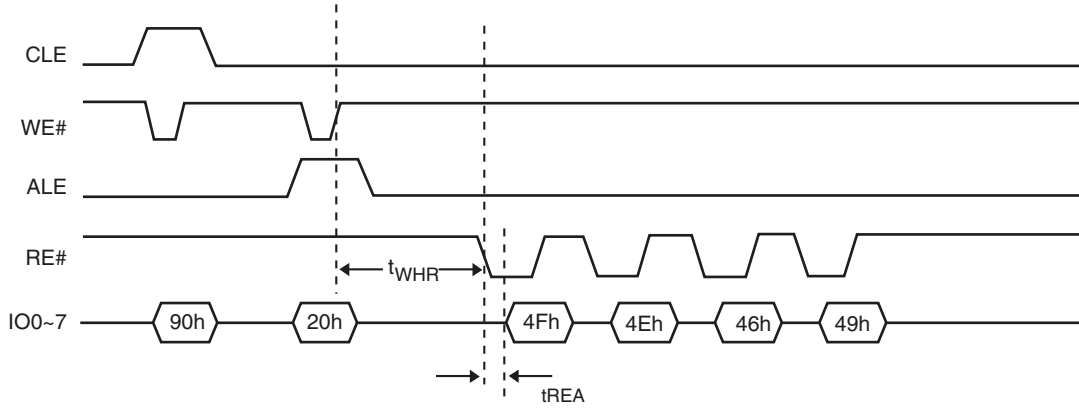 CLE
WE#
ALE
RE#
tWHR
IO0~7
90h
20h
4Fh
4Eh
46h
49h
tREA